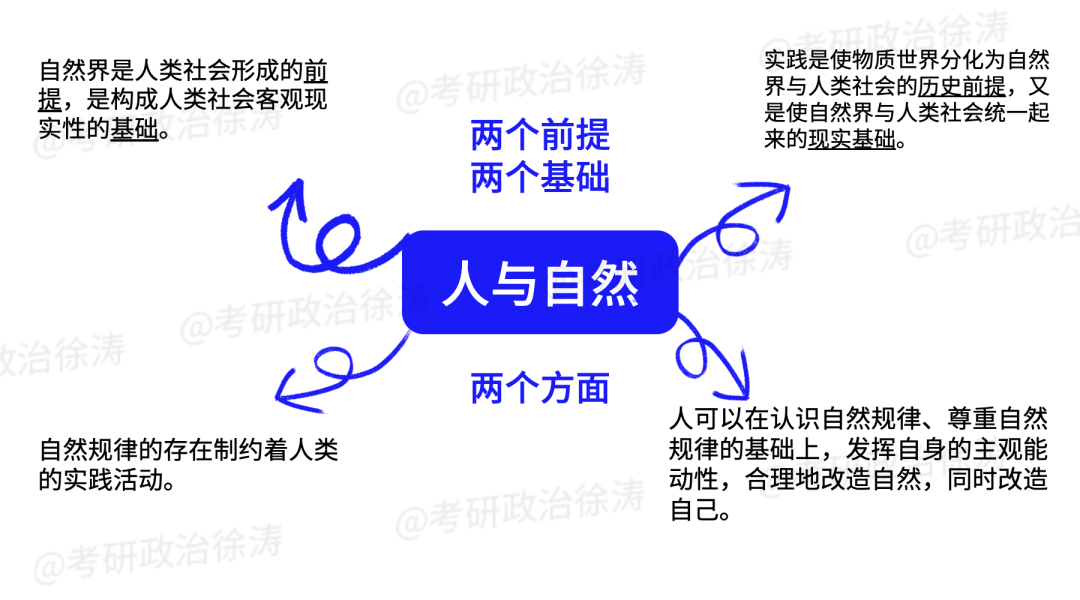 自然界是人类社会形成的前
提，是构成人类社会客观现
实性的基础。
实践是使物质世界分化为自然
界与人类社会的历史前提，又
是使自然界与人类社会统一起
来的现实基础。
两个前提
两个基础
人与自然
两个方面
自然规律的存在制约着人类
的实践活动。
人可以在认识自然规律、尊重自然
规律的基础上，发挥自身的主观能
动性，合理地改造自然，同时改造
自己。
@考研政治徐涛
@考研政治徐涛
@考研政治徐涛
@考研政治徐涛
@考研政治徐涛
政治徐涛
@考研政治徐涛
@考研政治徐涛